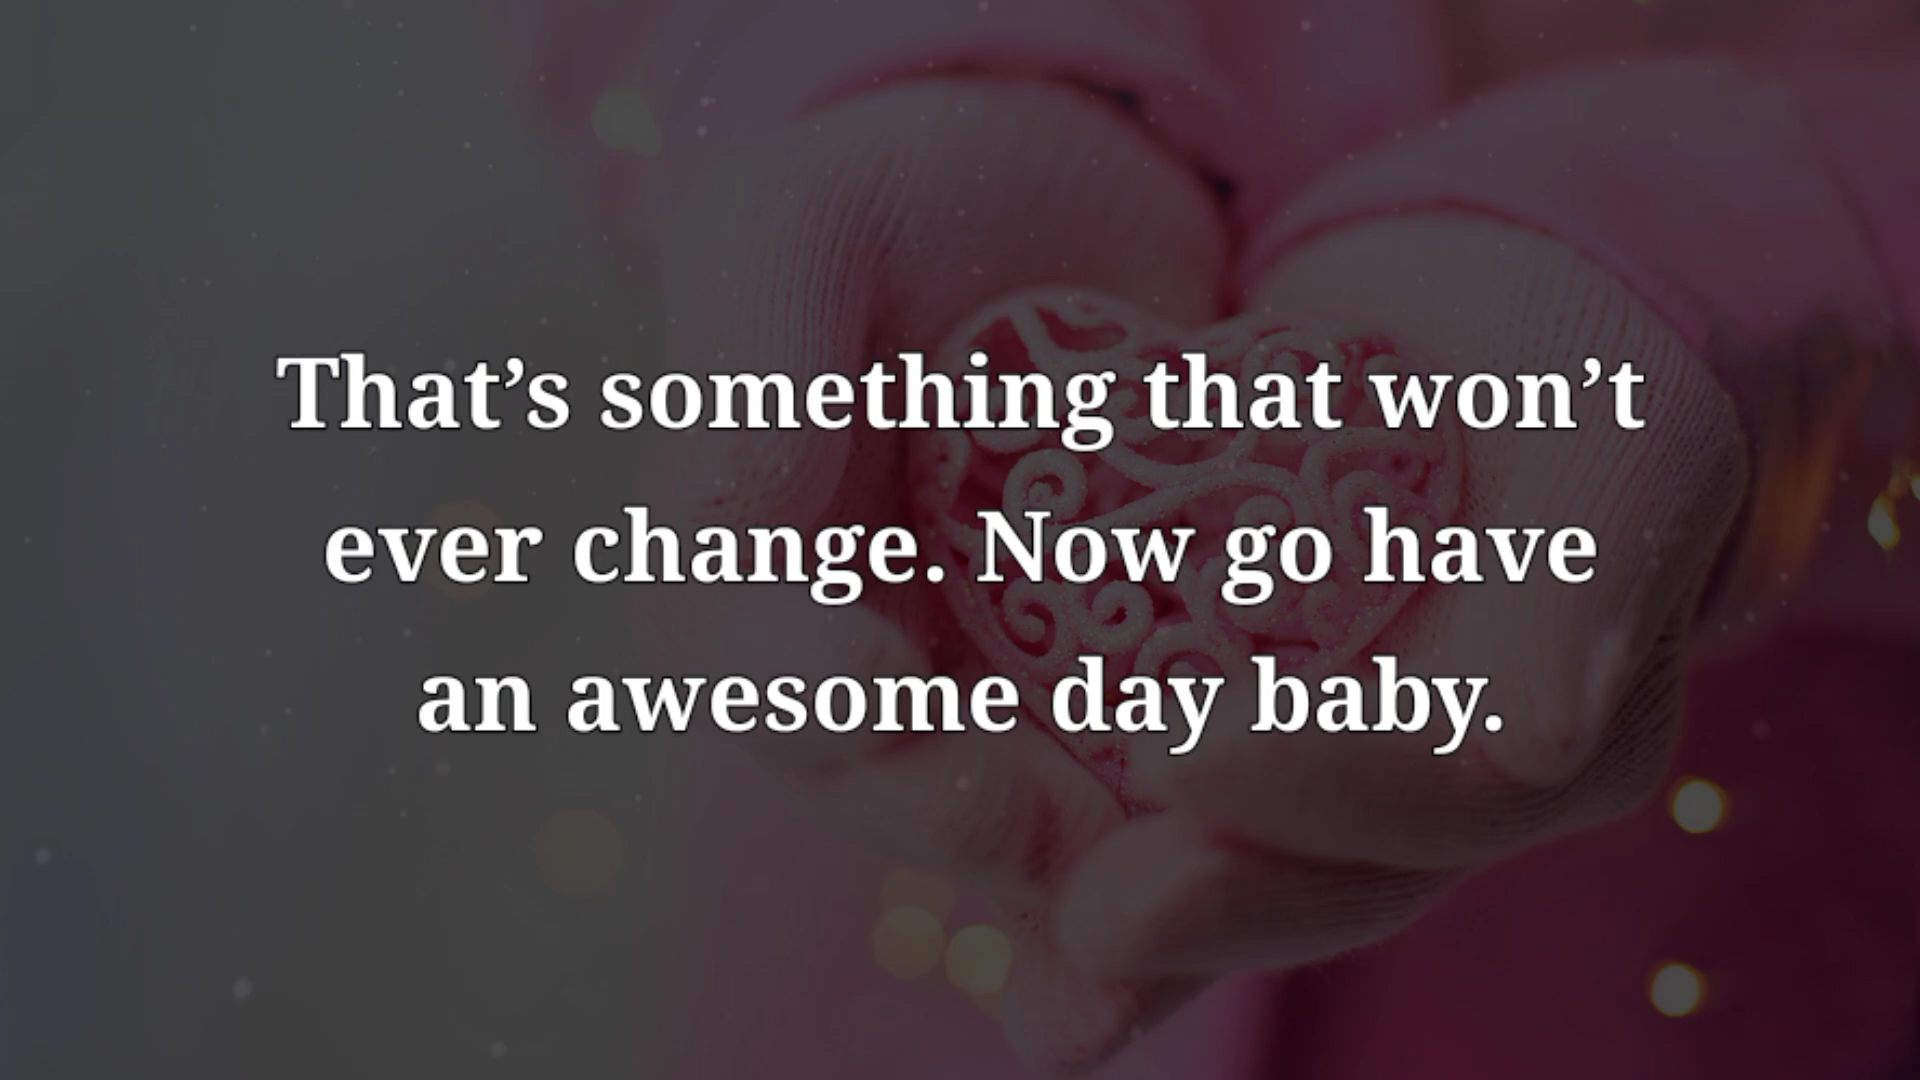 That’s something that won’t
ever change. Now go have
an awesome day baby.